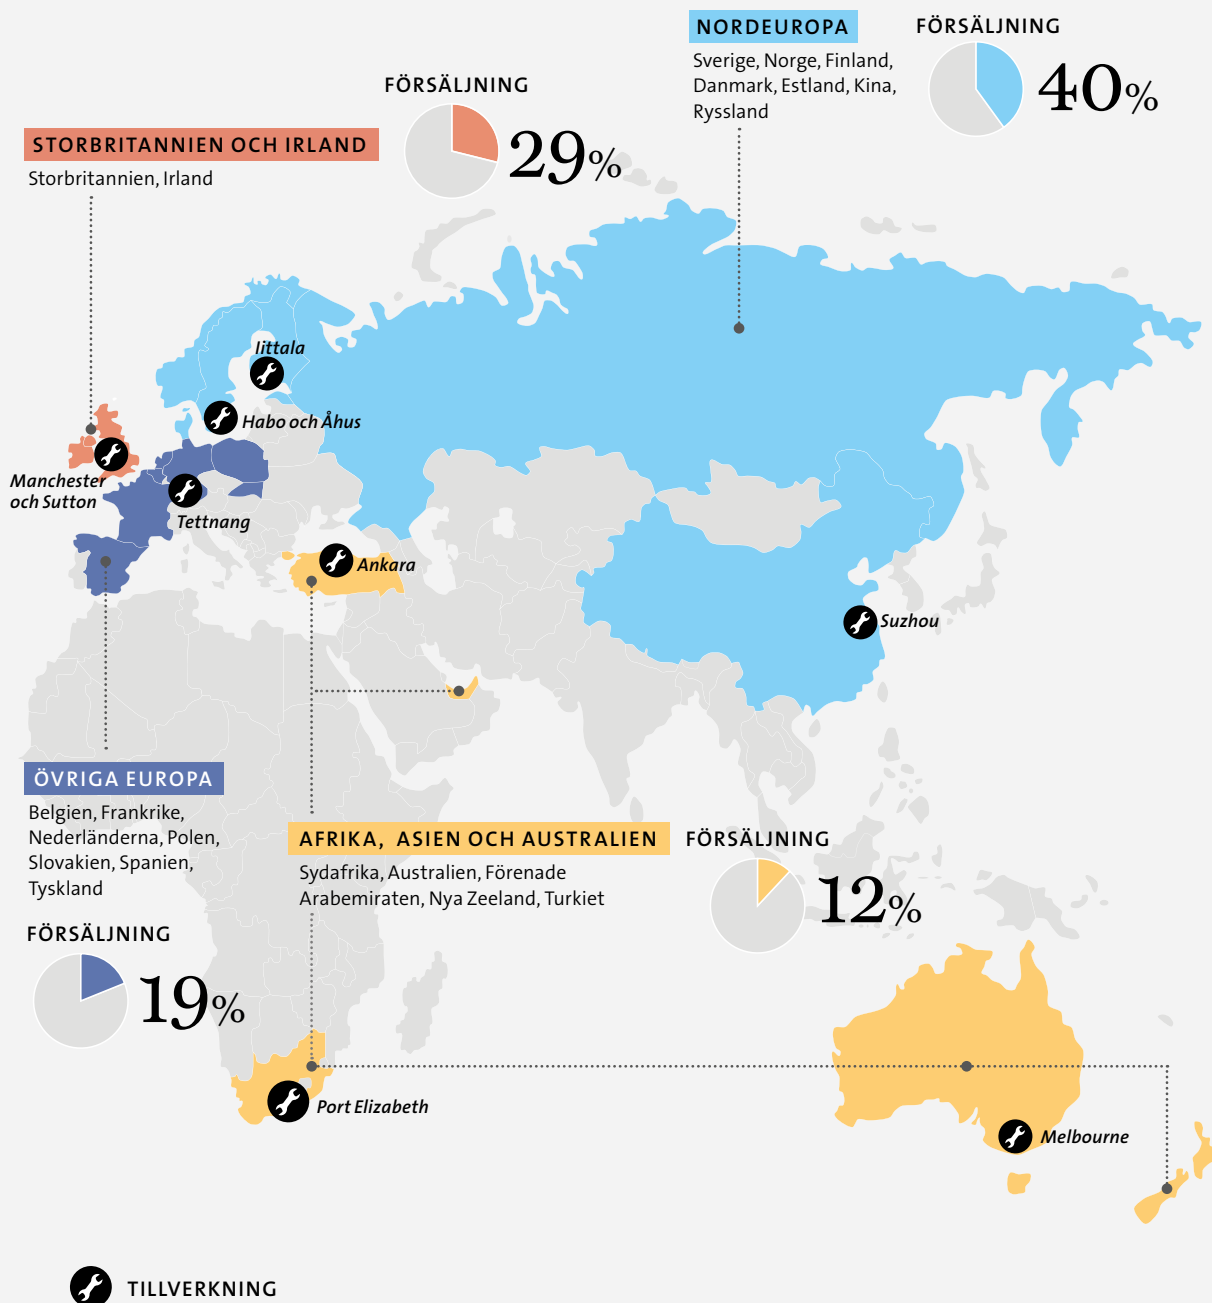 NORDEUROPA
Sverige, Norge, Finland,
Danmark, Estland, Kina,
Ryssland
FÖRSÄLJNING
40%
FÖRSÄLJNING
29%
STORBRITANNIEN OCH IRLAND
Storbritannien, Irland
Iittala
Habo och Åhus
Manchester
och Sutton
Tettnang
Ankara
Suzhou
ÖVRIGA EUROPA
Belgien, Frankrike,
Nederländerna, Polen,
Slovakien, Spanien,
Tyskland
FÖRSÄLJNING
19%
AFRIKA, ASIEN OCH AUSTRALIEN
Sydafrika, Australien, Förenade
Arabemiraten, Nya Zeeland, Turkiet
FÖRSÄLJNING
12%
Port Elizabeth
Melbourne
TILLVERKNING